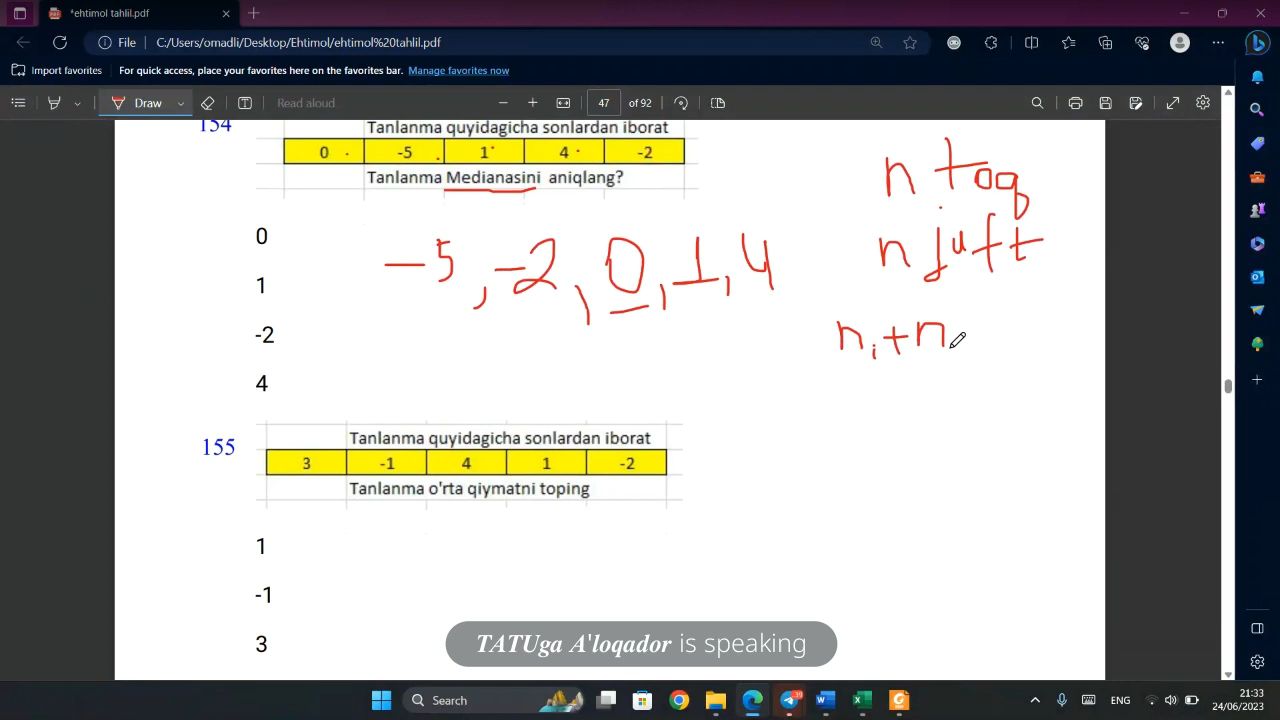 *ehtimol tahlil.pdf
File C:/Users/omadli/Desktop/Ehtimol/ehtimol%20tahlil.pdf
Import favorites For quick access, place your favorites here on the favorites bar. Manage favorites now
Draw Read aloud 47 of 92
154 Tanlanma quyidagicha sonlardan iborat
0 -5 1 4 -2
Tanlanma Medianasini aniqlang?
n toq
0
-5, -2, 0, 1, 4
n juft
1
-2
ni+n
4
155 Tanlanma quyidagicha sonlardan iborat
3 -1 4 1 -2
Tanlanma o'rta qiymatni toping
1
-1
3
TATUga A'loqador is speaking
Search
39
ENG
21:33
24/06/2023